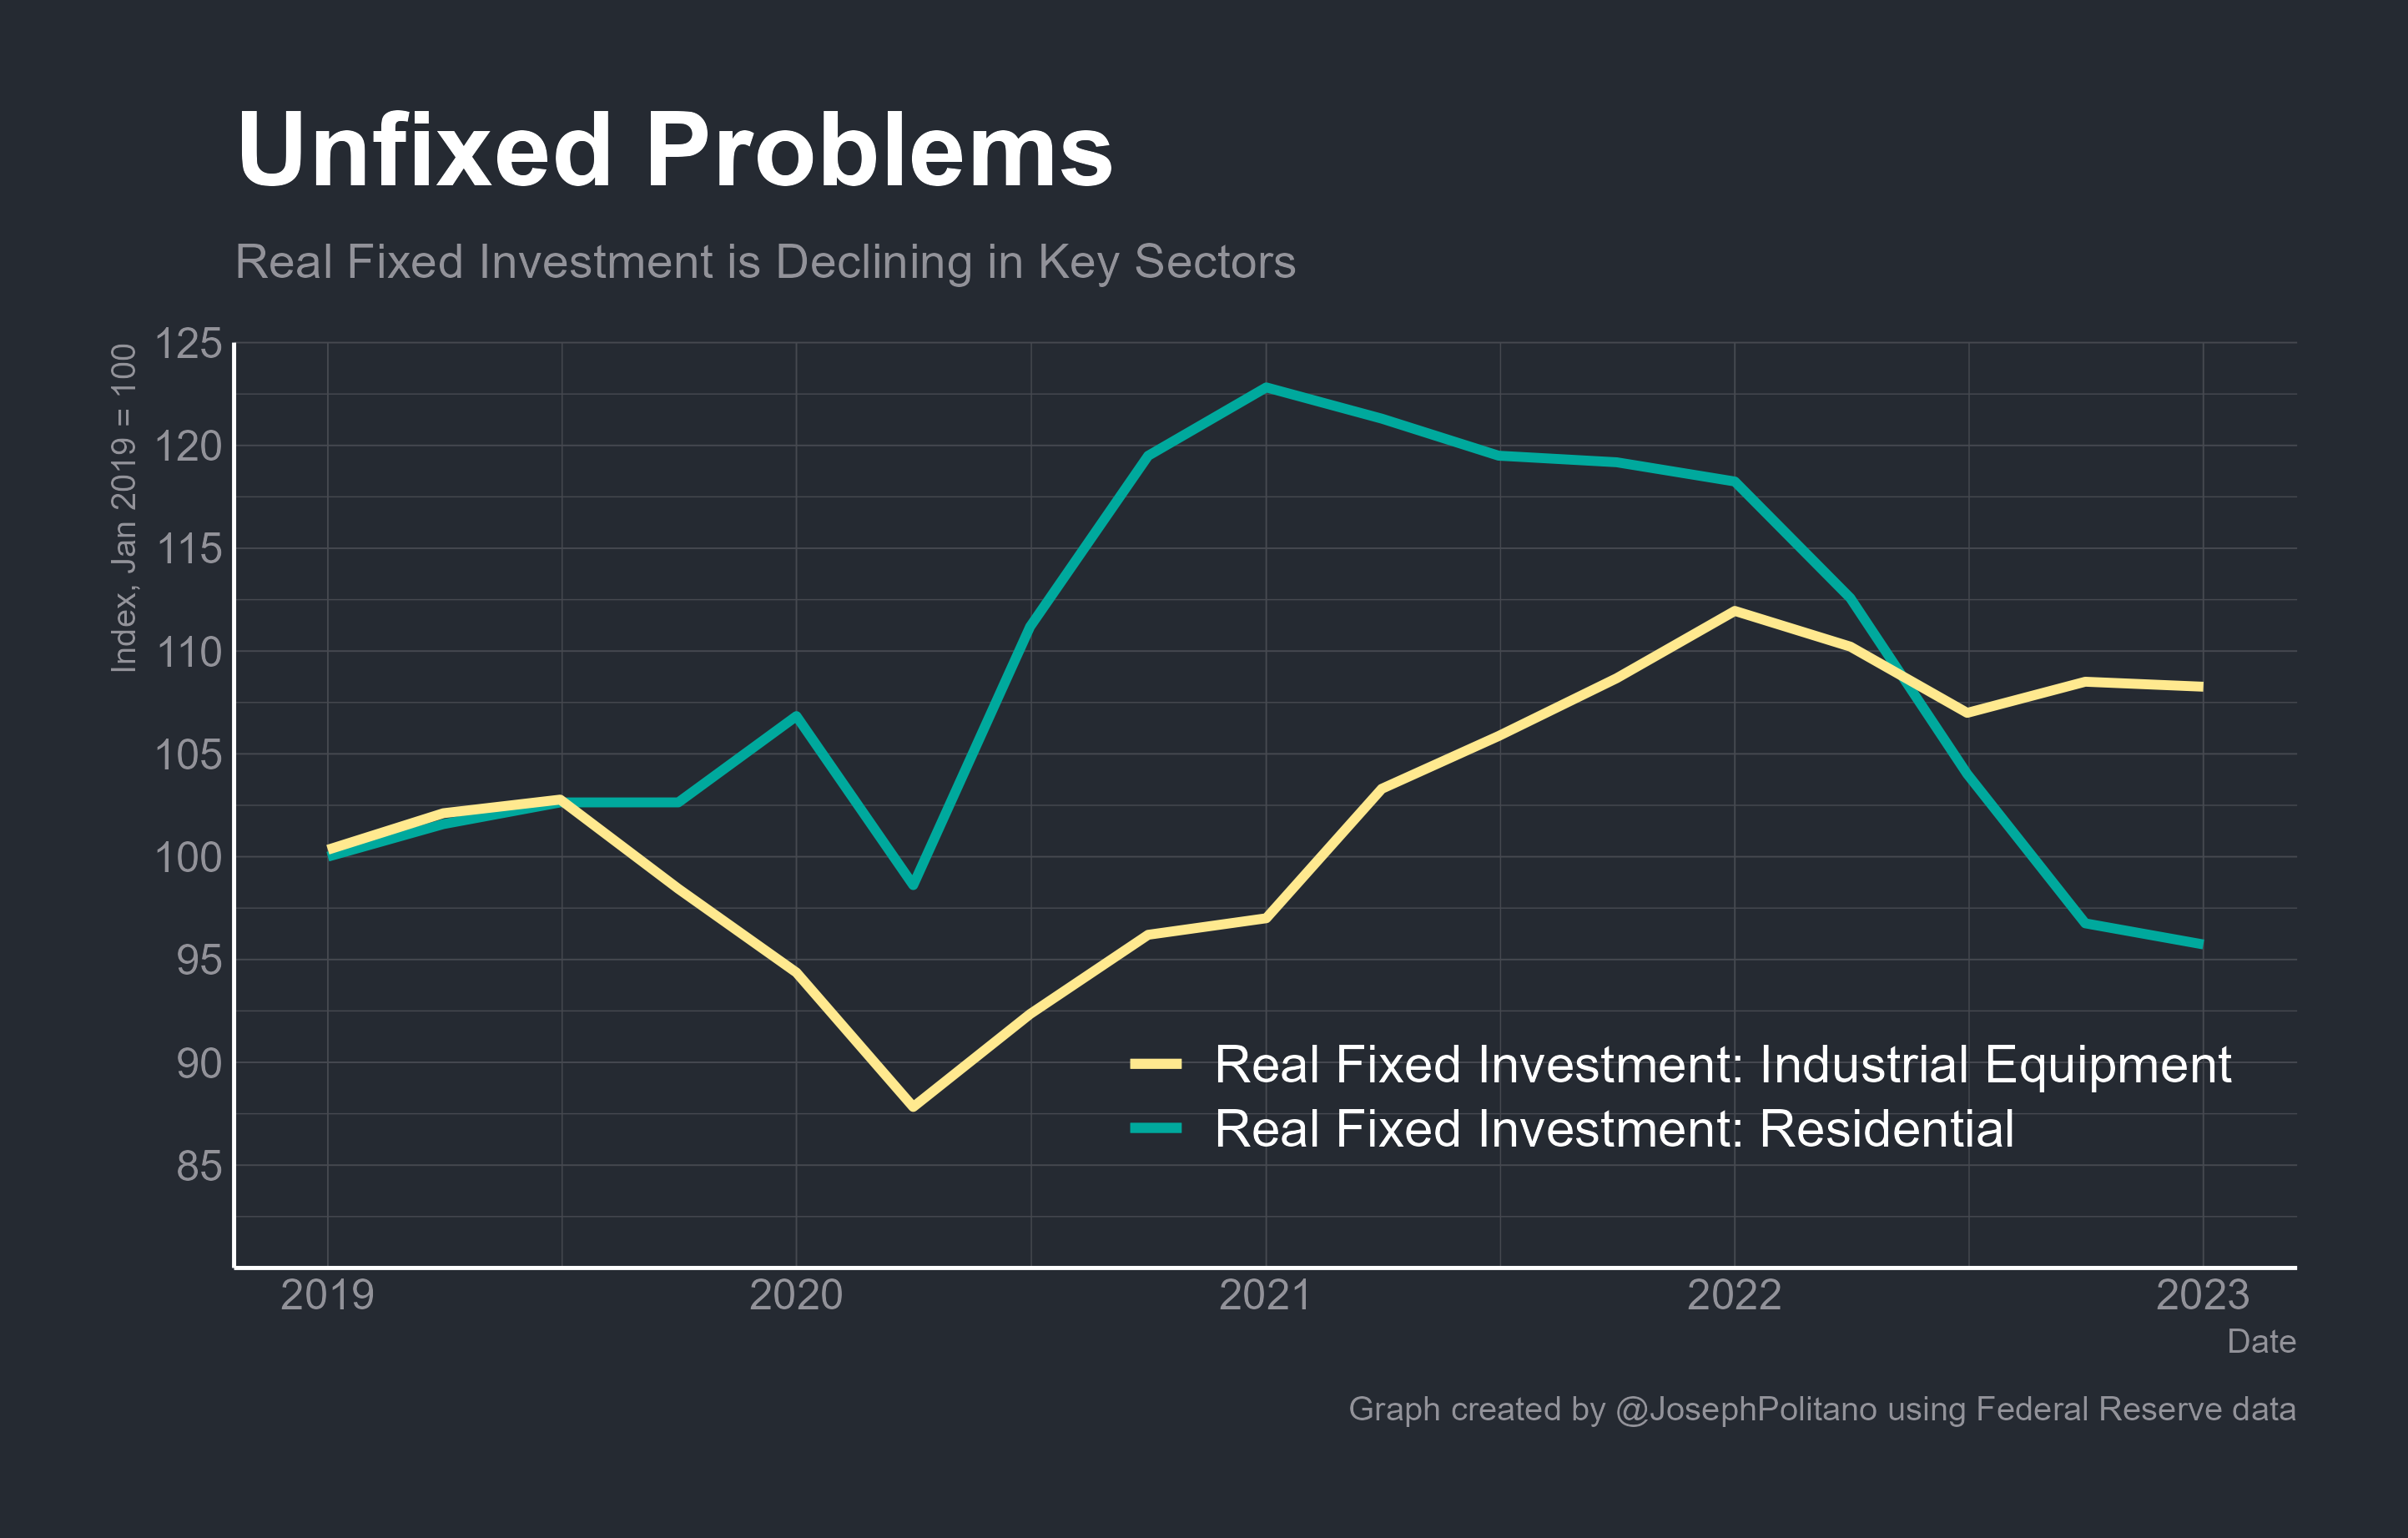 Unfixed Problems
Real Fixed Investment is Declining in Key Sectors
Index, Jan 2019 = 100
125
120
115
110
105
100
95
90
85
Real Fixed Investment: Industrial Equipment
Real Fixed Investment: Residential
2019 2020 2021 2022 2023
Date
Graph created by @JosephPolitano using Federal Reserve data